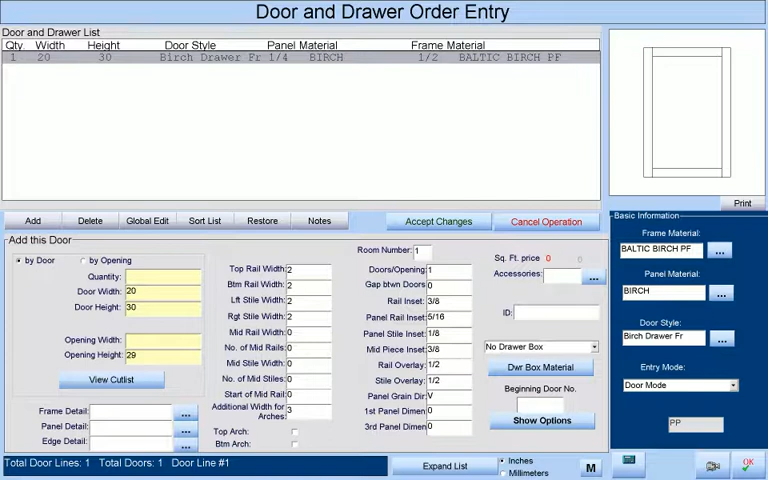 Door and Drawer Order Entry
Door and Drawer List
Qty. Width Height Door Style Panel Material Frame Material
1 20 30 Birch Drawer Fr 1/4 BIRCH 1/2 BALTIC BIRCH PF
Print
Add Delete Global Edit Sort List Restore Notes Accept Changes Cancel Operation
Add this Door
by Door by Opening
Quantity:
Door Width: 20
Door Height: 30
Opening Width:
Opening Height: 29
View Cutlist
Frame Detail: ...
Panel Detail: ...
Edge Detail: ...
Top Rail Width: 2
Btm Rail Width: 2
Lft Stile Width: 2
Rgt Stile Width: 2
Mid Rail Width: 0
No. of Mid Rails: 0
Mid Stile Width: 0
No. of Mid Stiles: 0
Start of Mid Rail: 0
Additional Width for Arches: 3
Top Arch:
Btm Arch:
Room Number: 1
Doors/Opening: 1
Gap btwn Doors 0
Rail Inset: 3/8
Panel Rail Inset: 5/16
Panel Stile Inset: 1/8
Mid Piece Inset: 3/8
Rail Overlay: 1/2
Stile Overlay: 1/2
Panel Grain Dir: V
1st Panel Dimen 0
3rd Panel Dimen 0
Sq. Ft. price 0 0
Accessories: ...
ID:
No Drawer Box
Dwr Box Material
Beginning Door No.
Show Options
Basic Information
Frame Material:
BALTIC BIRCH PF ...
Panel Material:
BIRCH ...
Door Style:
Birch Drawer Fr ...
Entry Mode:
Door Mode
PP
Total Door Lines: 1 Total Doors: 1 Door Line #1
Expand List
Inches
Millimeters
M
OK